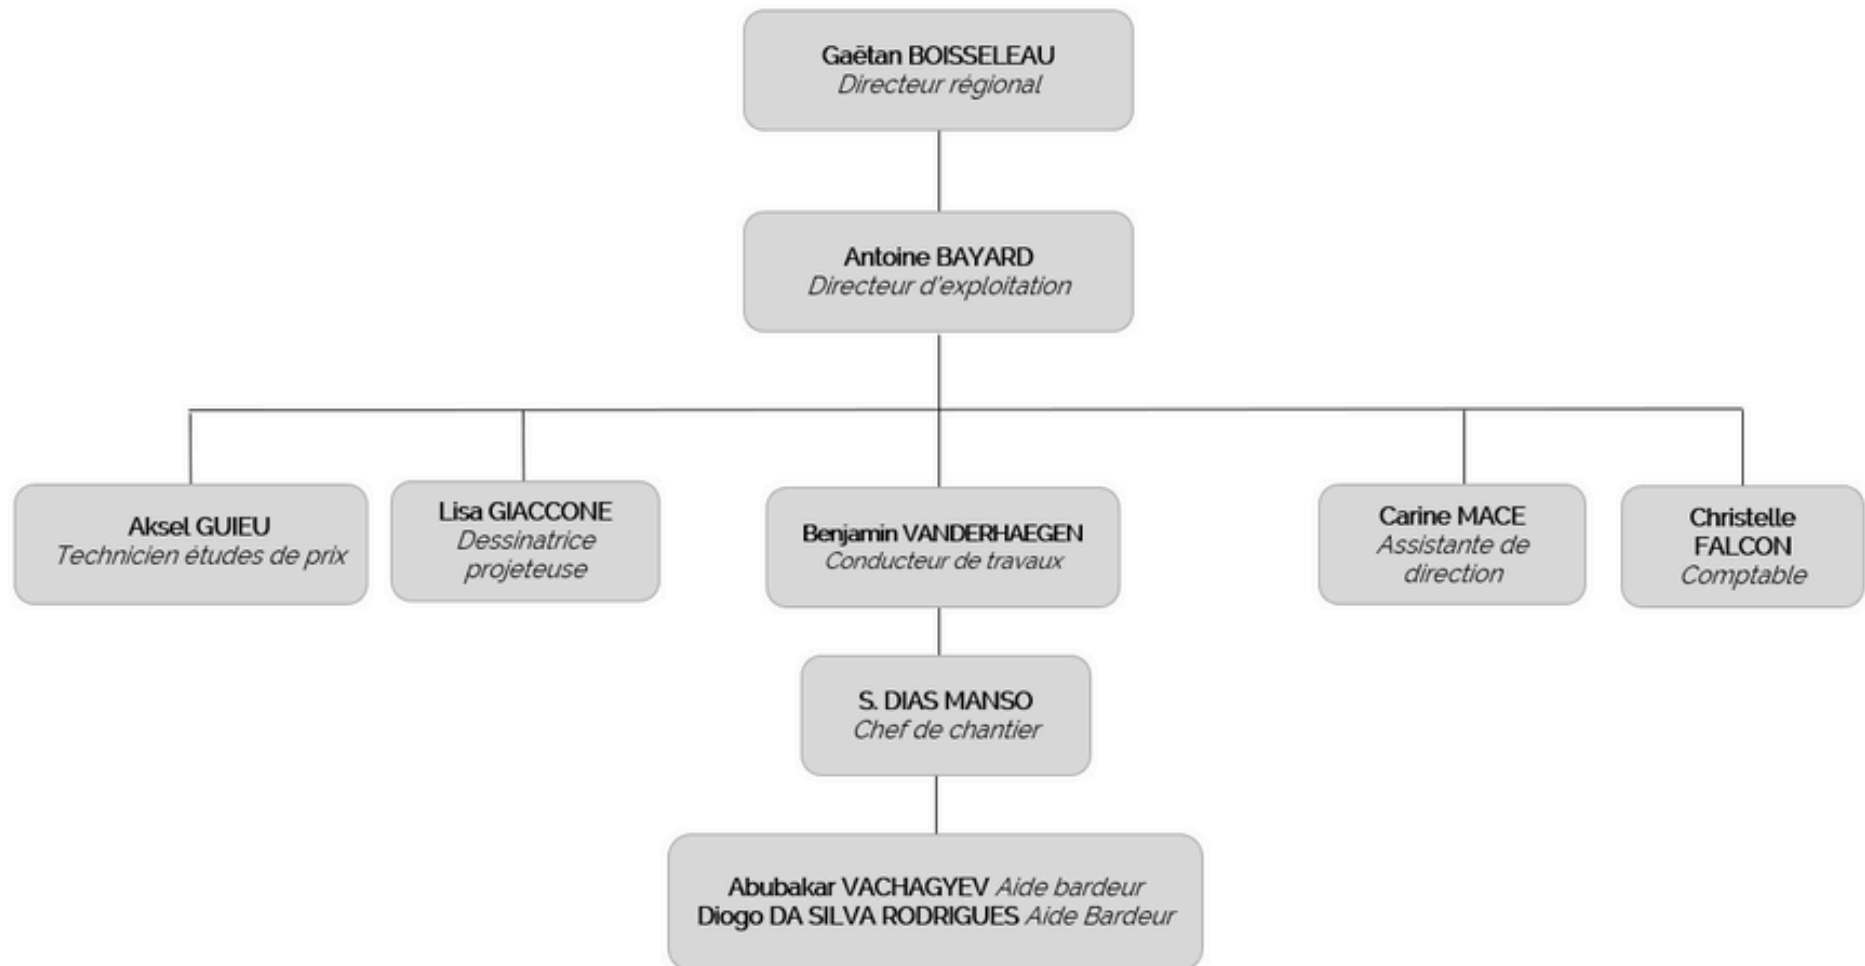 Gaëtan BOISSELEAU
Directeur régional
Antoine BAYARD
Directeur d'exploitation
Aksel GUIEU
Technicien études de prix
Lisa GIACCONE
Dessinatrice
projeteuse
Benjamin VANDERHAEGEN
Conducteur de travaux
Carine MACE
Assistante de
direction
Christelle
FALCON
Comptable
S. DIAS MANSO
Chef de chantier
Abubakar VACHAGYEV Aide bardeur
Diogo DA SILVA RODRIGUES Aide Bardeur